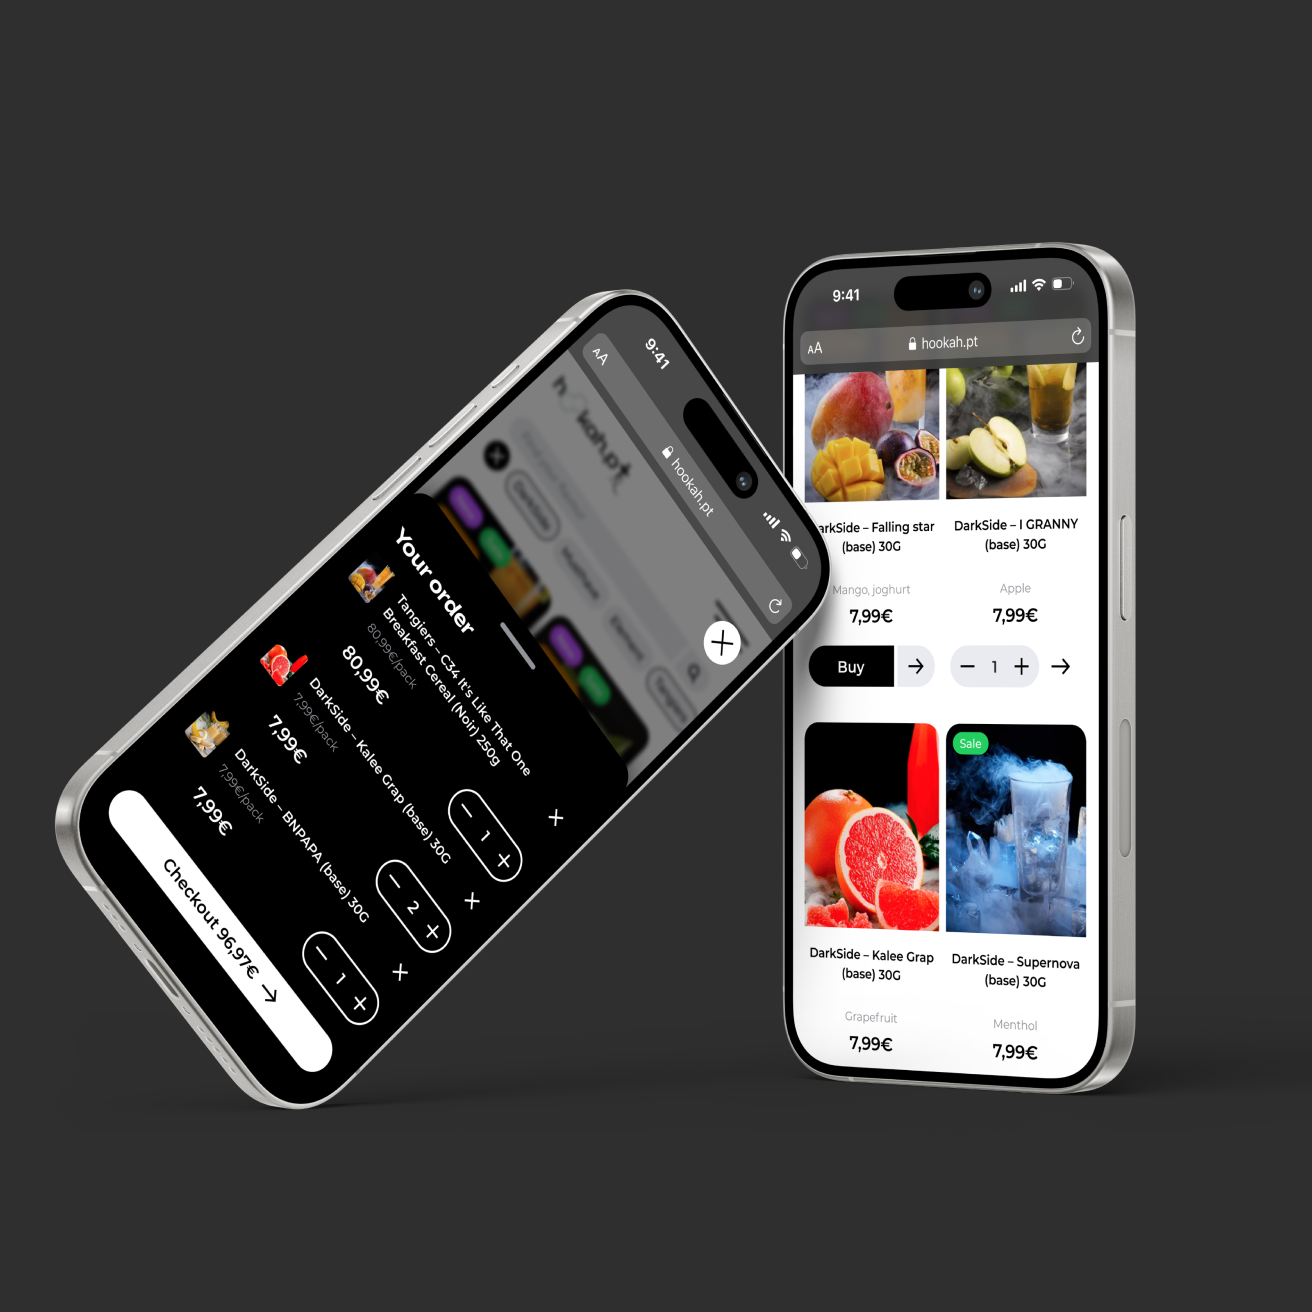 9:41
AA
hookah.pt
hookah.pt
DarkSide
Your order
Tangiers – C34 It's Like That One
Breakfast Cereal (Noir) 250g
80,99€/pack
80,99€
1
DarkSide – Kalee Grap (base) 30G
7,99€/pack
7,99€
2
DarkSide – BNPAPA (base) 30G
7,99€/pack
7,99€
1
Checkout 96,97€ →
9:41
AA
hookah.pt
arkSide – Falling star
(base) 30G
Mango, joghurt
7,99€
Buy
DarkSide – I GRANNY
(base) 30G
Apple
7,99€
1
DarkSide – Kalee Grap
(base) 30G
Grapefruit
7,99€
Sale
DarkSide – Supernova
(base) 30G
Menthol
7,99€